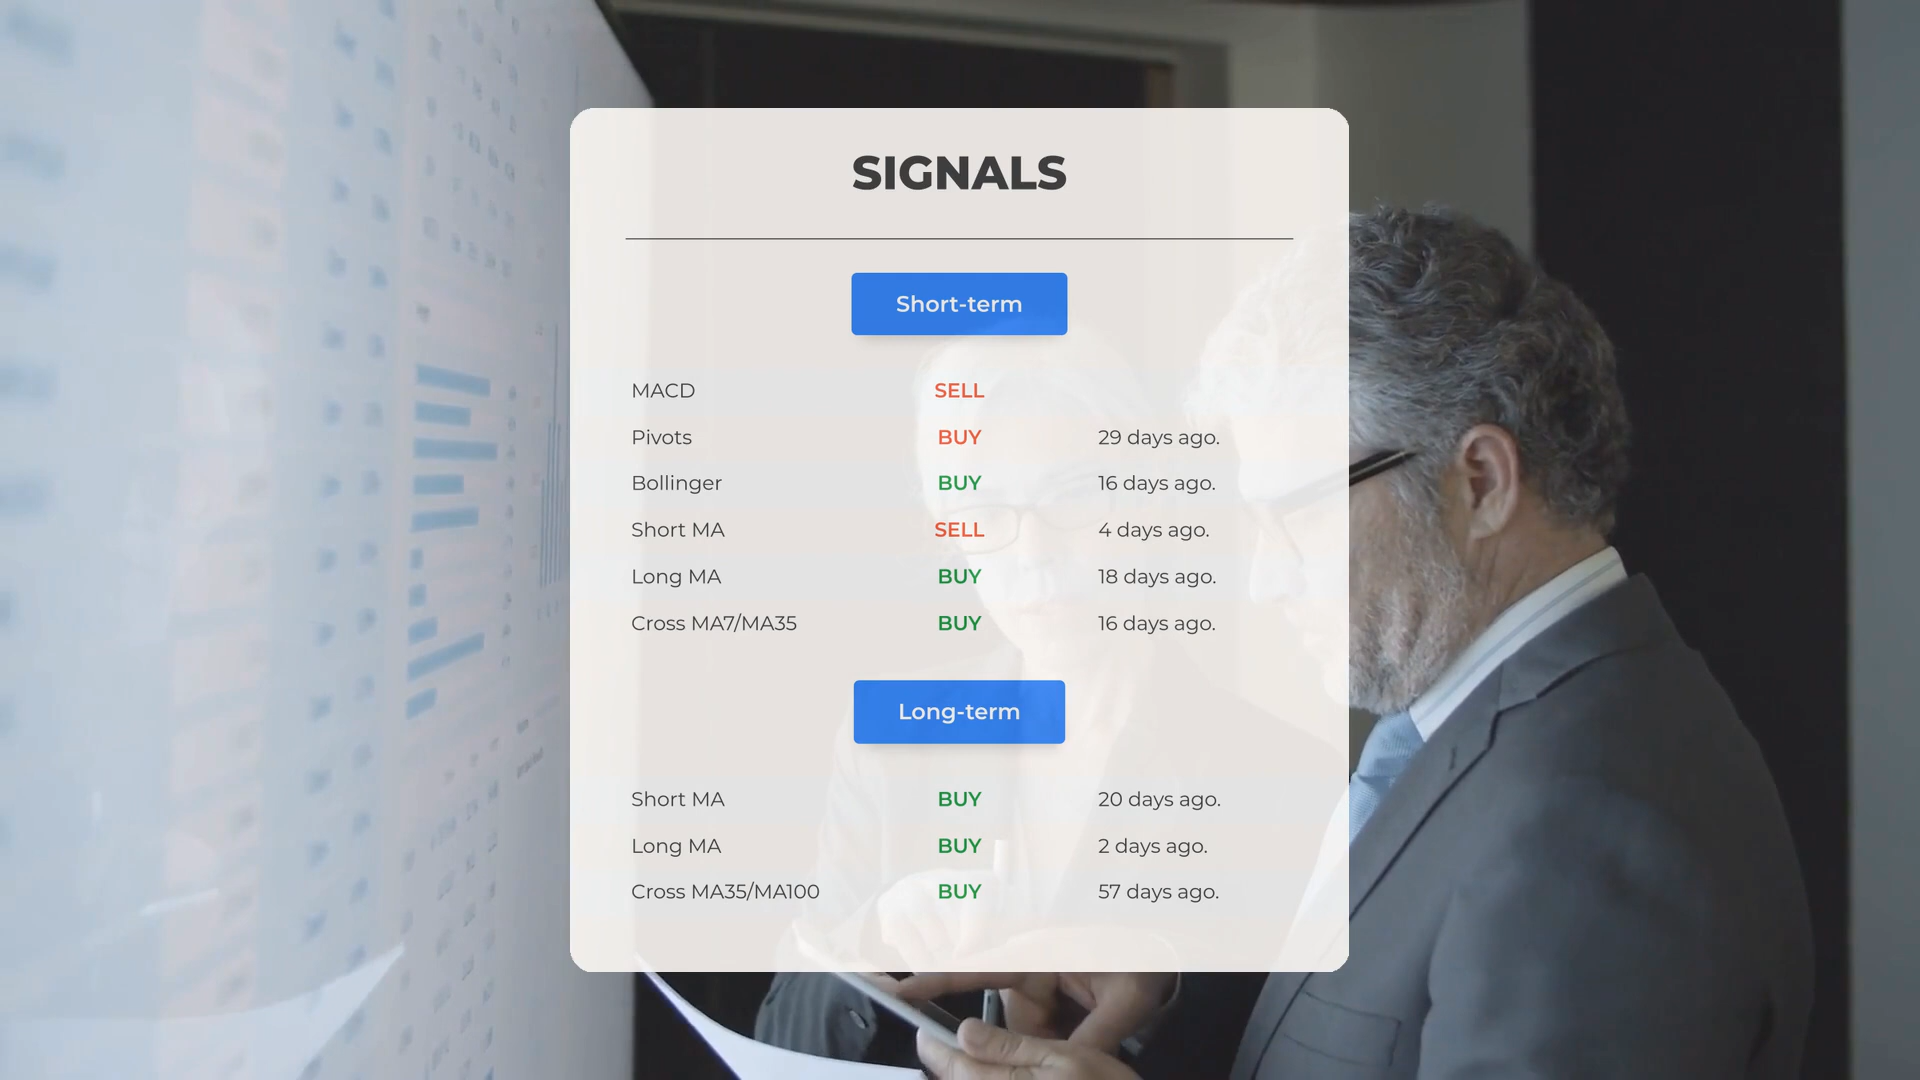 SIGNALS
Short-term
MACD SELL
Pivots BUY 29 days ago.
Bollinger BUY 16 days ago.
Short MA SELL 4 days ago.
Long MA BUY 18 days ago.
Cross MA7/MA35 BUY 16 days ago.
Long-term
Short MA BUY 20 days ago.
Long MA BUY 2 days ago.
Cross MA35/MA100 BUY 57 days ago.